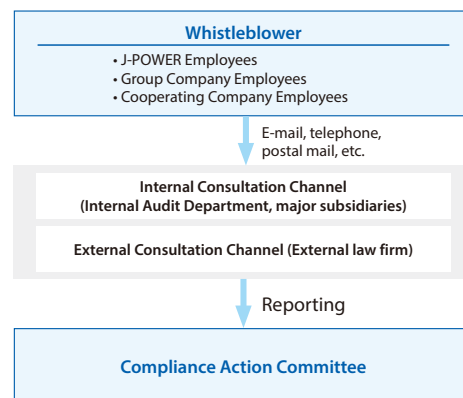 Whistleblower
• J-POWER Employees
• Group Company Employees
• Cooperating Company Employees
E-mail, telephone,
postal mail, etc.
Internal Consultation Channel
(Internal Audit Department, major subsidiaries)
External Consultation Channel (External law firm)
Reporting
Compliance Action Committee